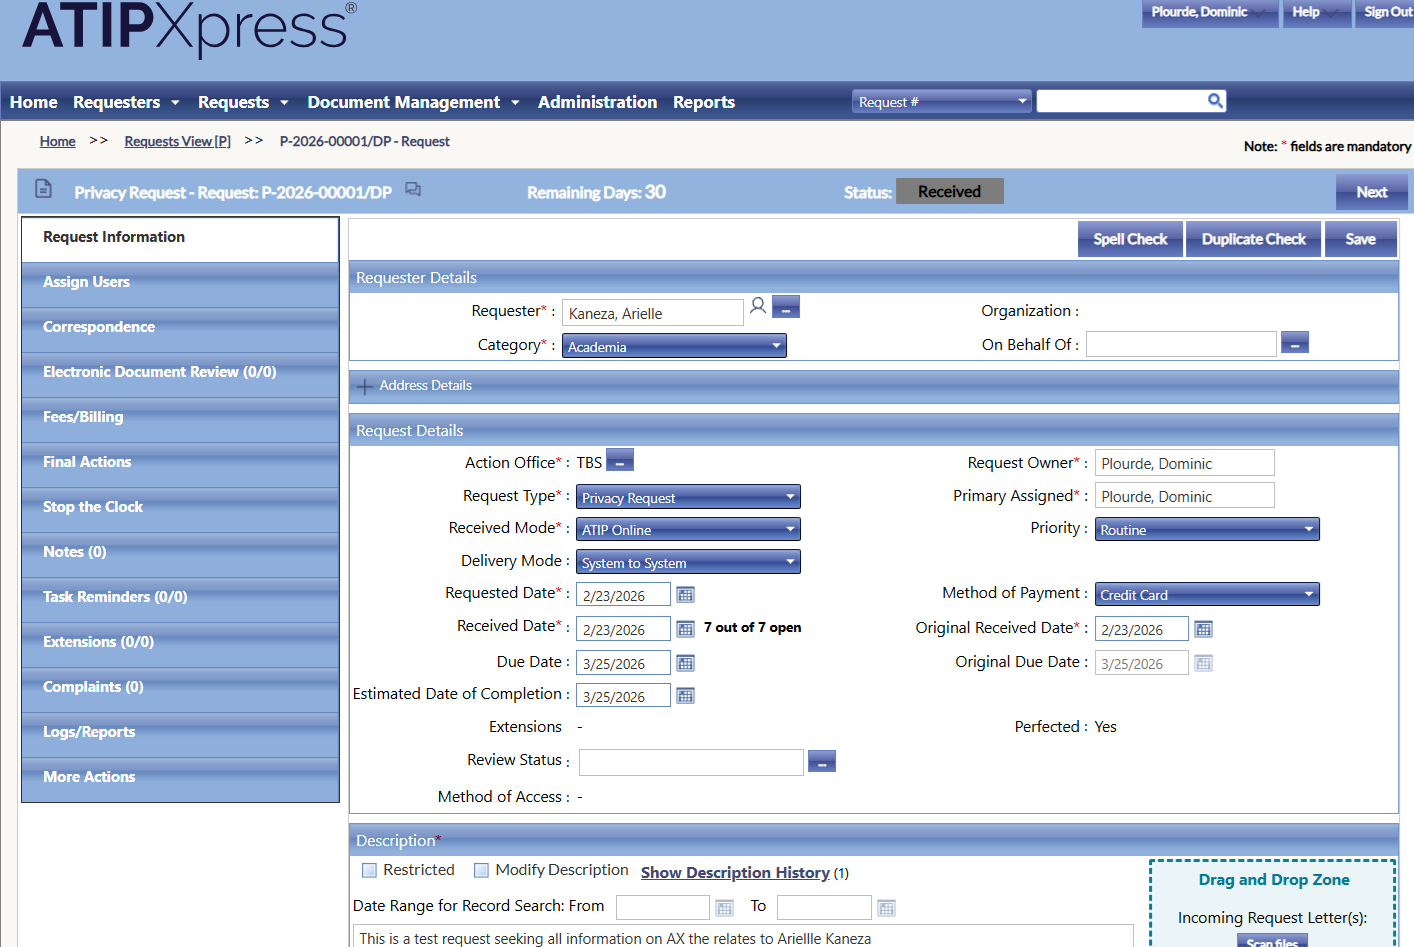 ATIPXpress®
Plourde, Dominic Help Sign Out
Home Requesters Requests Document Management Administration Reports Request #
Home >> Requests View [P] >> P-2026-00001/DP - Request
Note: * fields are mandatory
Privacy Request - Request: P-2026-00001/DP Remaining Days: 30 Status: Received Next
Request Information
Assign Users
Correspondence
Electronic Document Review (0/0)
Fees/Billing
Final Actions
Stop the Clock
Notes (0)
Task Reminders (0/0)
Extensions (0/0)
Complaints (0)
Logs/Reports
More Actions
Spell Check Duplicate Check Save
Requester Details
Requester* : Kaneza, Arielle ... Organization :
Category* : Academia On Behalf Of : ...
Address Details
Request Details
Action Office* : TBS ... Request Owner* : Plourde, Dominic
Request Type* : Privacy Request Primary Assigned* : Plourde, Dominic
Received Mode* : ATIP Online Priority : Routine
Delivery Mode : System to System
Requested Date* : 2/23/2026 Method of Payment : Credit Card
Received Date* : 2/23/2026 7 out of 7 open Original Received Date* : 2/23/2026
Due Date : 3/25/2026 Original Due Date : 3/25/2026
Estimated Date of Completion : 3/25/2026
Extensions - Perfected : Yes
Review Status : ...
Method of Access : -
Description*
Restricted Modify Description Show Description History (1)
Date Range for Record Search: From To
This is a test request seeking all information on AX the relates to Ariellle Kaneza
Drag and Drop Zone
Incoming Request Letter(s):
Scan files